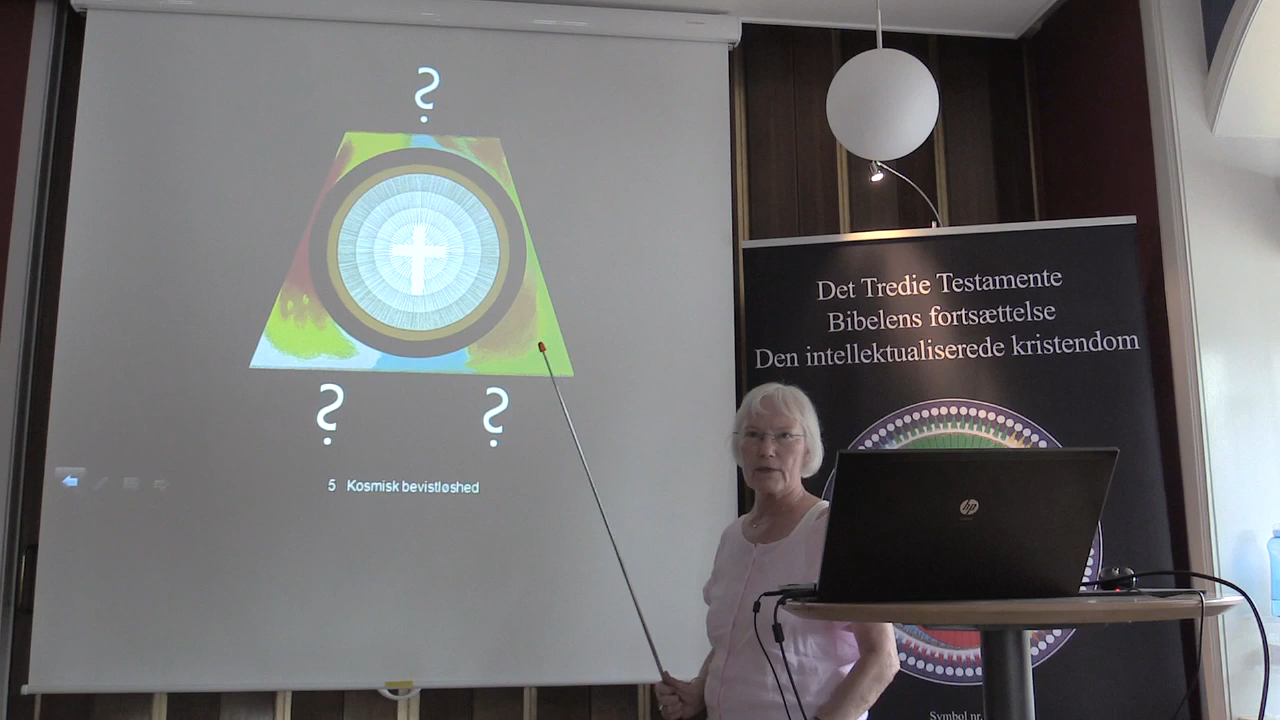 ?
? ?
5 Kosmisk bevistløshed
Det Tredie Testamente
Bibelens fortsættelse
Den intellektualiserede kristendom
hp
Symbol nr.